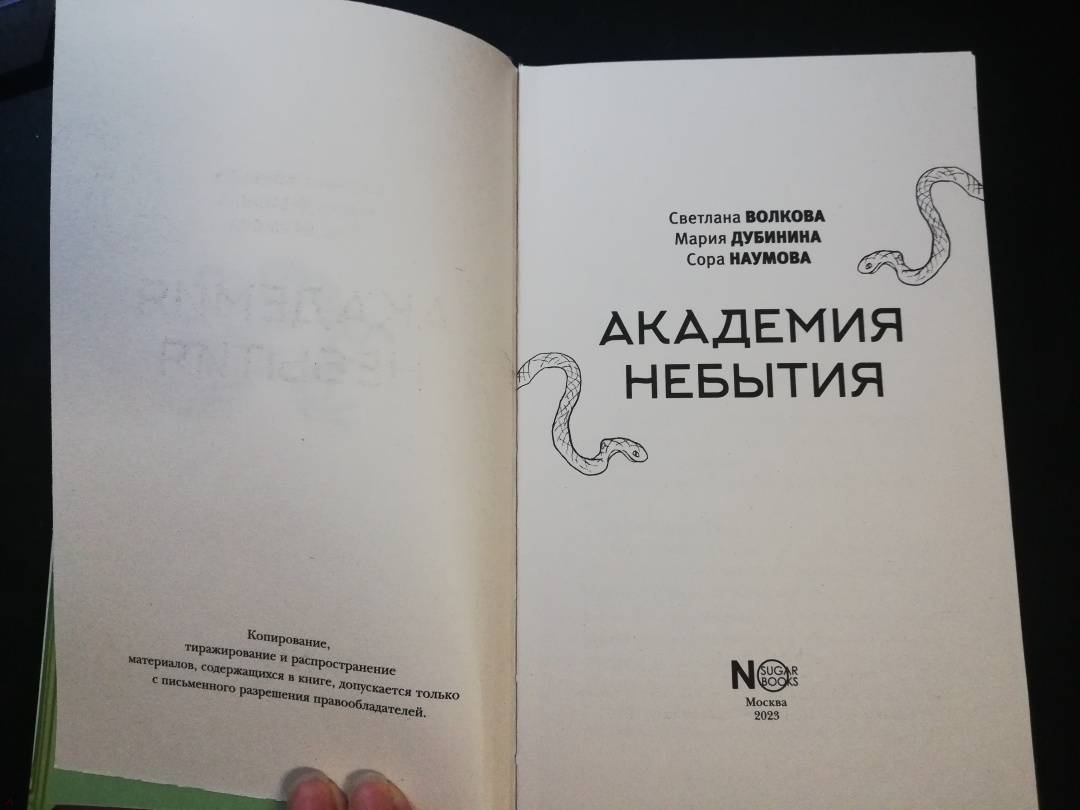 Копирование,
тиражирование и распространение
материалов, содержащихся в книге, допускается только
с письменного разрешения правообладателей.
Светлана ВОЛКОВА
Мария ДУБИНИНА
Сора НАУМОВА
АКАДЕМИЯ
НЕБЫТИЯ
NO SUGAR
BOOKS
Москва
2023